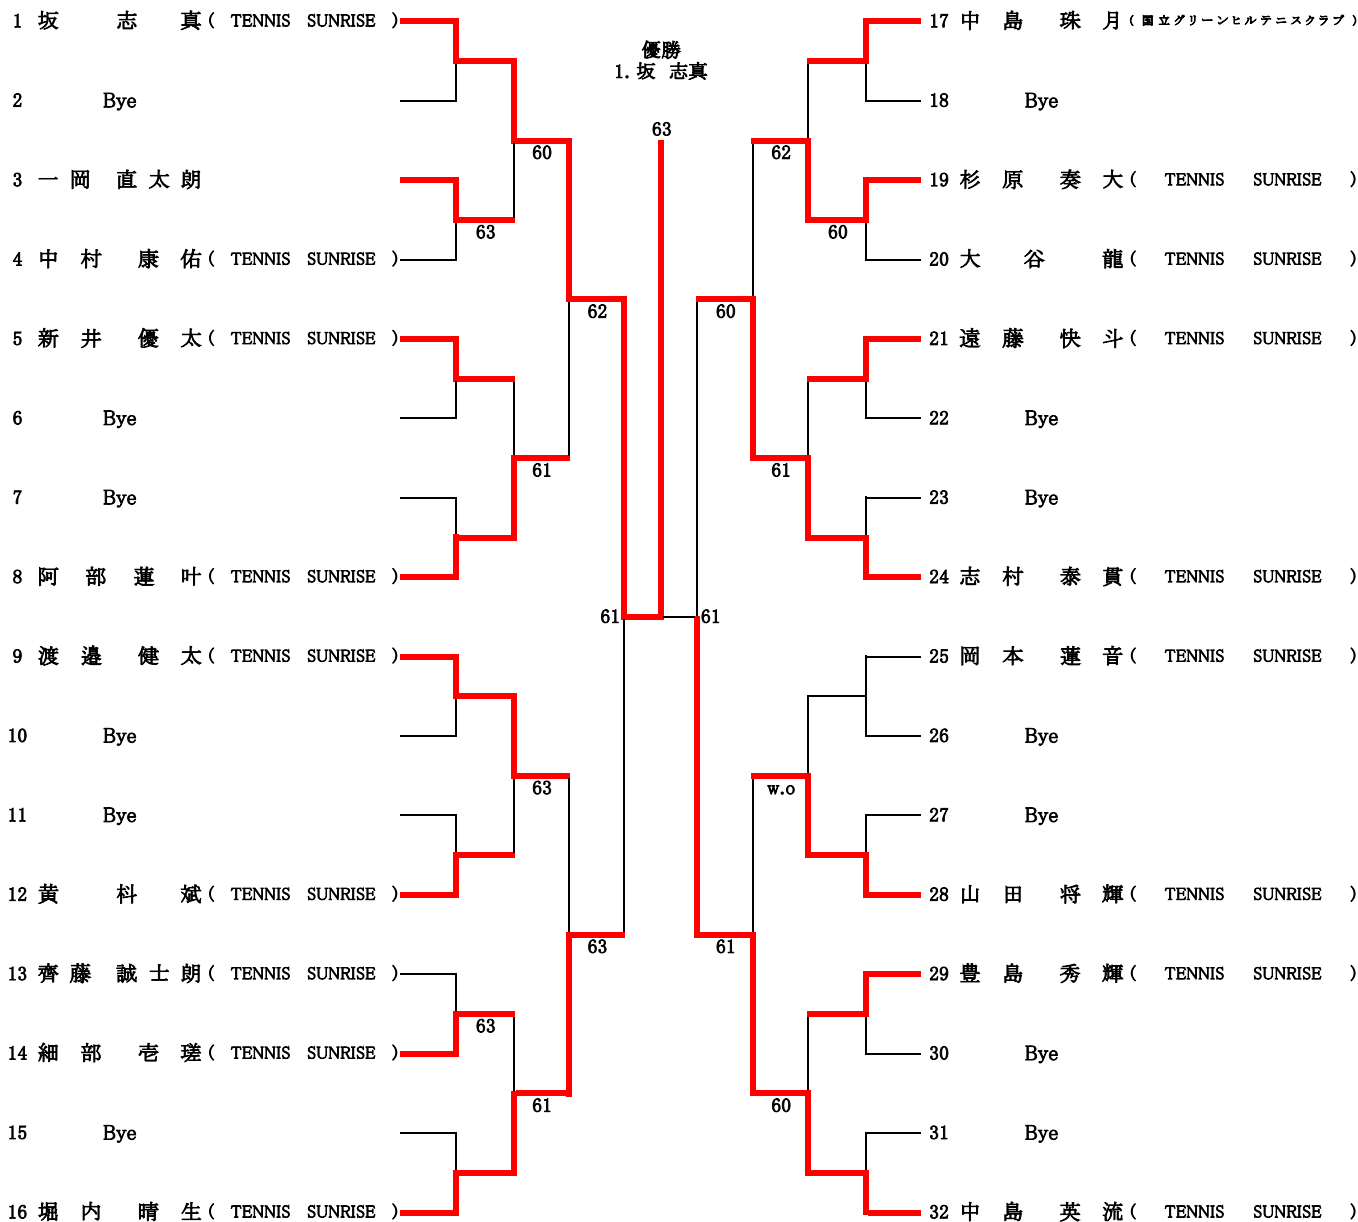 優勝
1. 坂 志真
63
1 坂 志 真 ( TENNIS SUNRISE )
2 Bye
60
3 一 岡 直 太 朗
63
4 中 村 康 佑 ( TENNIS SUNRISE )
62
5 新 井 優 太 ( TENNIS SUNRISE )
6 Bye
61
7 Bye
8 阿 部 蓮 叶 ( TENNIS SUNRISE )
61
9 渡 邉 健 太 ( TENNIS SUNRISE )
10 Bye
63
11 Bye
12 黄 科 斌 ( TENNIS SUNRISE )
63
13 齊 藤 誠 士 朗 ( TENNIS SUNRISE )
63
14 細 部 壱 瑳 ( TENNIS SUNRISE )
61
15 Bye
16 堀 内 晴 生 ( TENNIS SUNRISE )
17 中 島 珠 月 ( 国立グリーンヒルテニスクラブ )
18 Bye
62
19 杉 原 奏 大 ( TENNIS SUNRISE )
60
20 大 谷 龍 ( TENNIS SUNRISE )
60
21 遠 藤 快 斗 ( TENNIS SUNRISE )
22 Bye
61
23 Bye
24 志 村 泰 貫 ( TENNIS SUNRISE )
61
25 岡 本 蓮 音 ( TENNIS SUNRISE )
26 Bye
w.o
27 Bye
28 山 田 将 輝 ( TENNIS SUNRISE )
61
29 豊 島 秀 輝 ( TENNIS SUNRISE )
30 Bye
60
31 Bye
32 中 島 英 流 ( TENNIS SUNRISE )